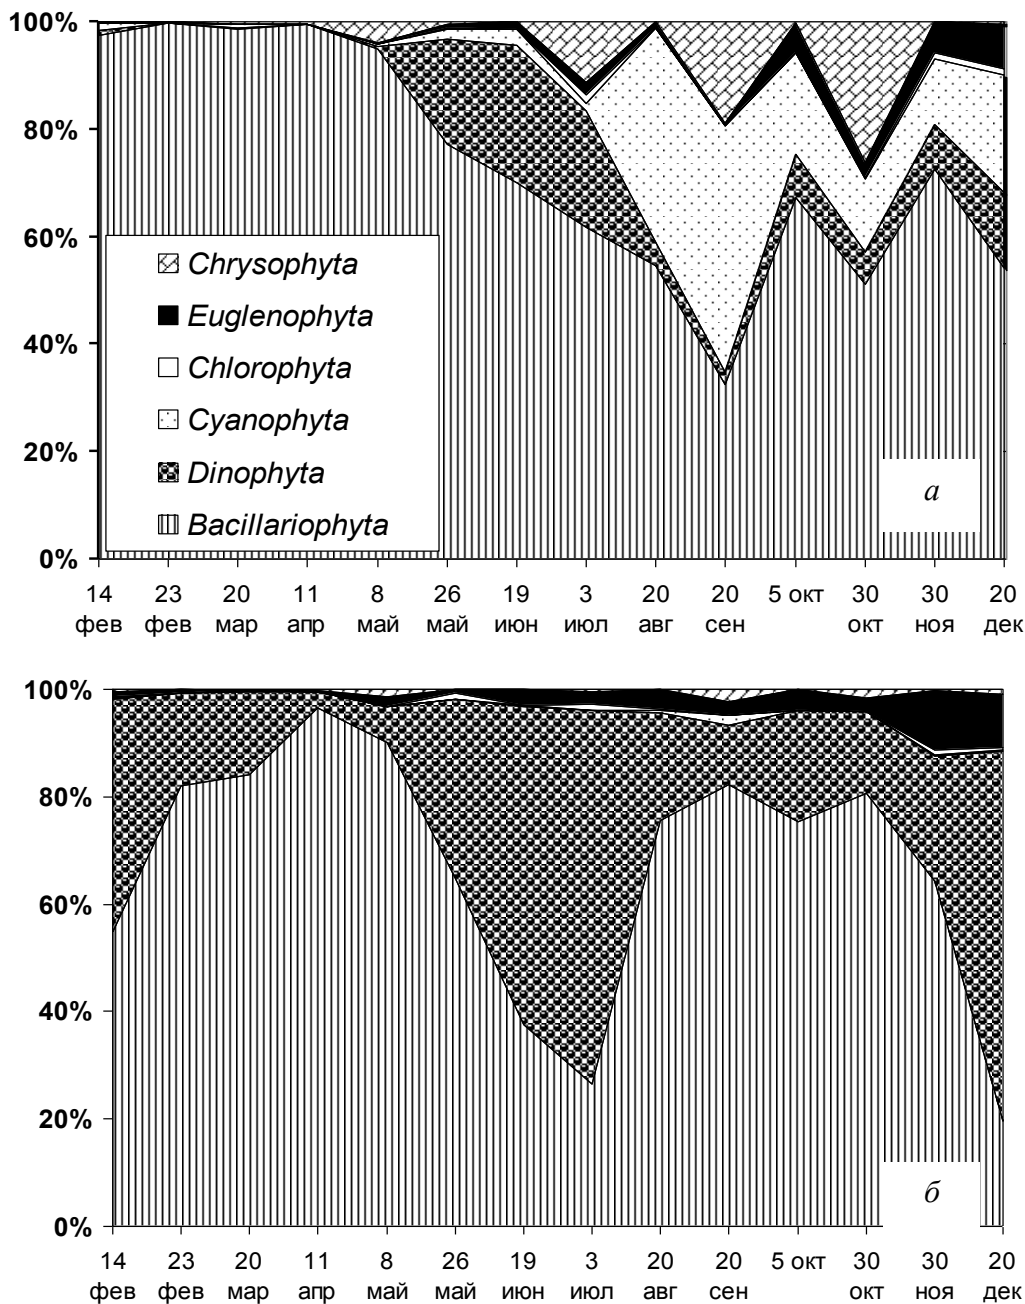 100%
80%
60%
40%
20%
0%
Chrysophyta
Euglenophyta
Chlorophyta
Cyanophyta
Dinophyta
Bacillariophyta
а
14 23 20 11 8 26 19 3 20 20 5 окт 30 30 20
фев фев мар апр май май июн июл авг сен окт ноя дек
100%
80%
60%
40%
20%
0%
б
14 23 20 11 8 26 19 3 20 20 5 окт 30 30 20
фев фев мар апр май май июн июл авг сен окт ноя дек